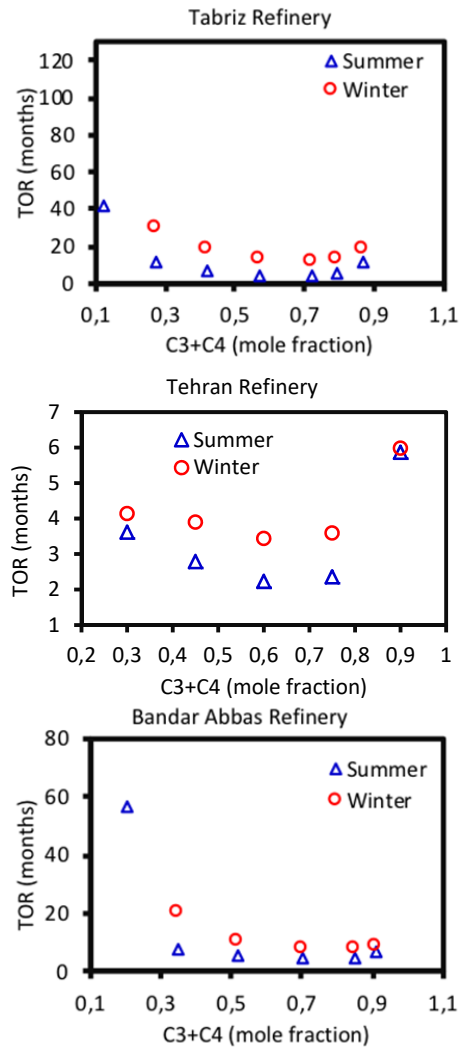 Tabriz Refinery
TOR (months)
120
100
80
60
40
20
0
Summer
Winter
0,1 0,3 0,5 0,7 0,9 1,1
C3+C4 (mole fraction)
Tehran Refinery
TOR (months)
7
6
5
4
3
2
1
Summer
Winter
0,2 0,3 0,4 0,5 0,6 0,7 0,8 0,9 1
C3+C4 (mole fraction)
Bandar Abbas Refinery
TOR (months)
80
60
40
20
0
Summer
Winter
0,1 0,3 0,5 0,7 0,9 1,1
C3+C4 (mole fraction)